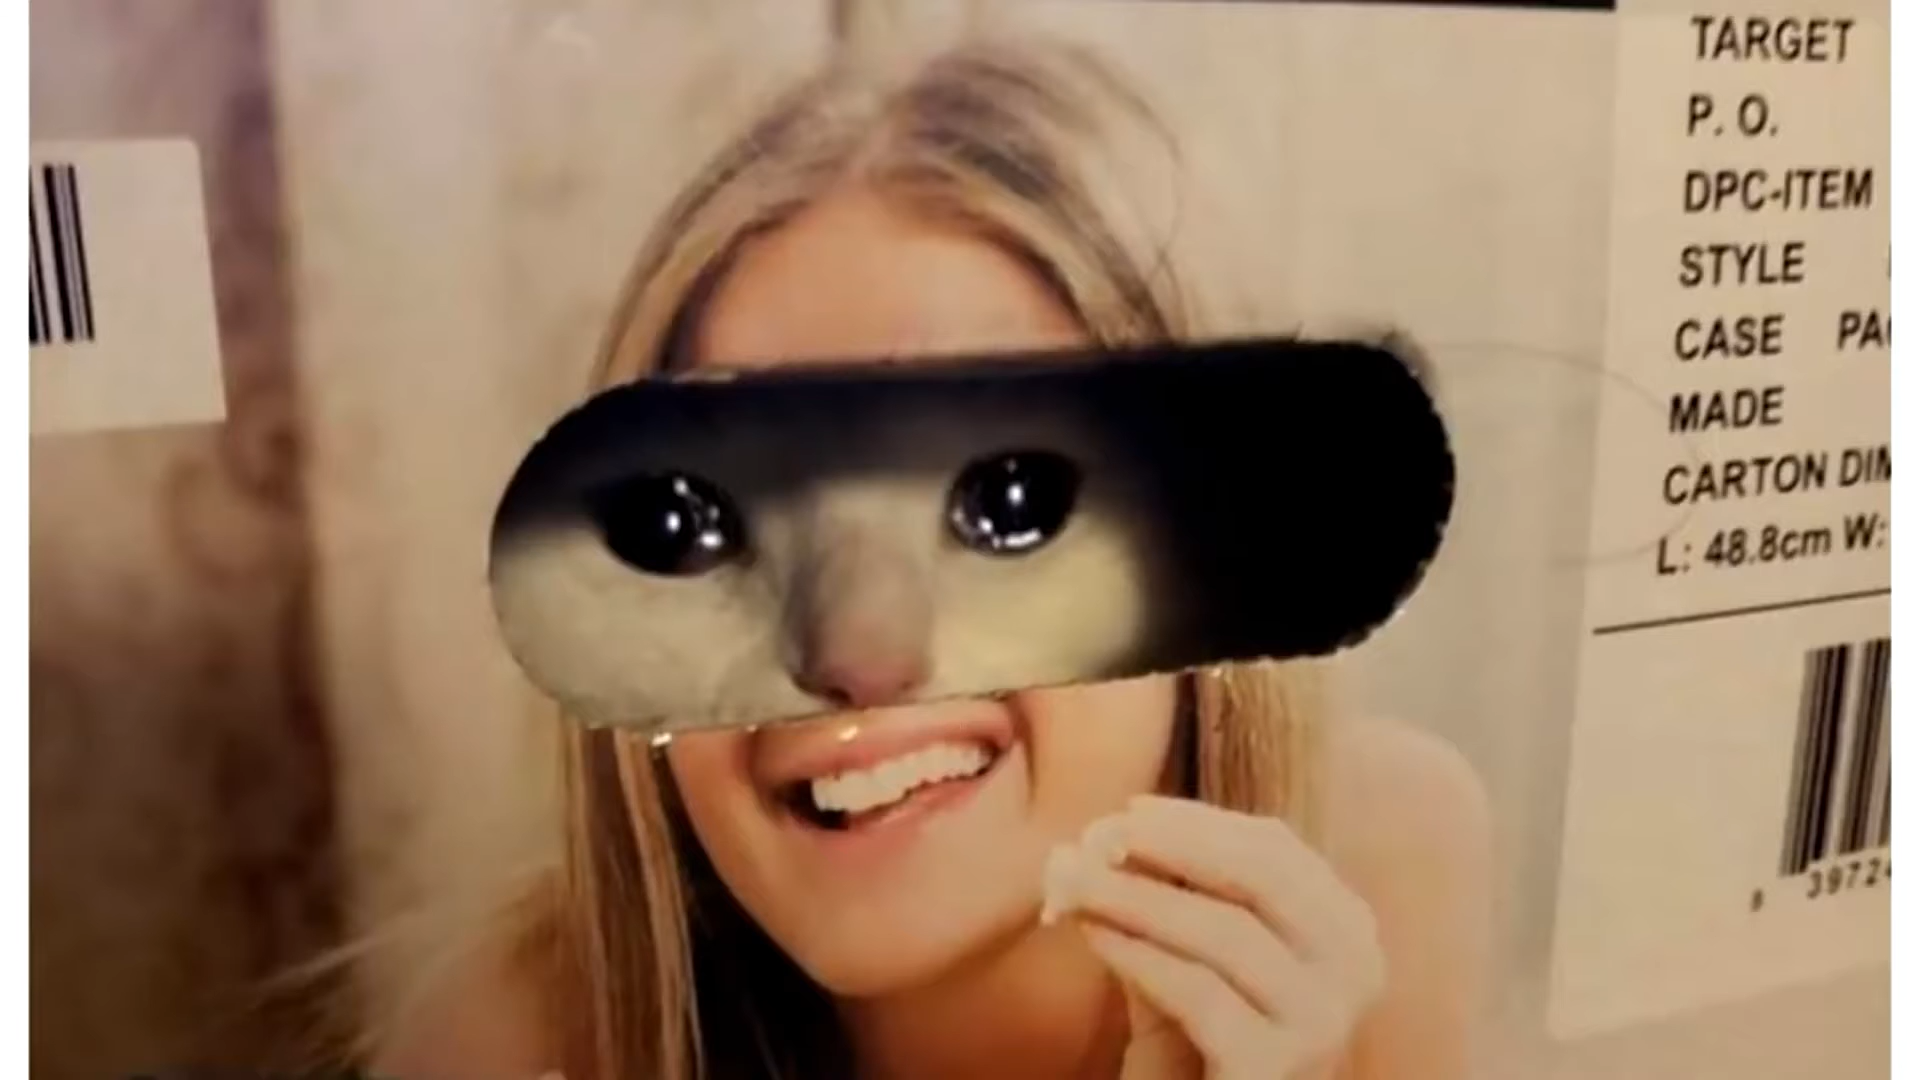 TARGET
P. O.
DPC-ITEM
STYLE
CASE
MADE
CARTON
L: 48.8cm W: